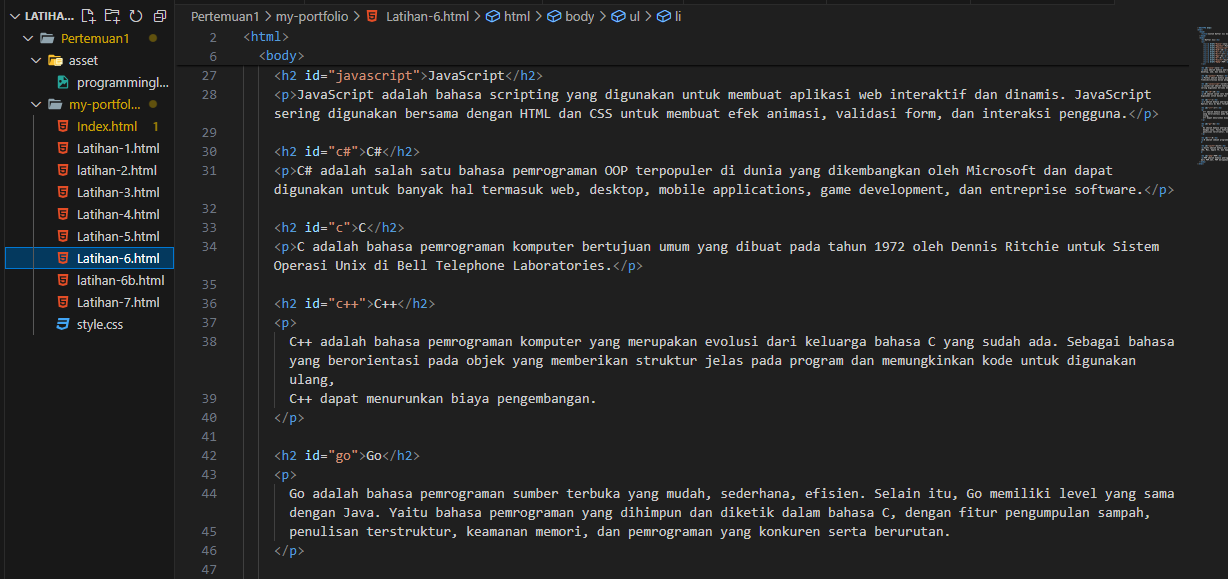 LATIHA...
Pertemuan1
asset
programmingl...
my-portfol...
Index.html 1
Latihan-1.html
latihan-2.html
Latihan-3.html
Latihan-4.html
Latihan-5.html
Latihan-6.html
latihan-6b.html
Latihan-7.html
style.css
Pertemuan1 > my-portfolio > Latihan-6.html > html > body > ul > li
2 <html>
6 <body>
27 <h2 id="javascript">JavaScript</h2>
28 <p>JavaScript adalah bahasa scripting yang digunakan untuk membuat aplikasi web interaktif dan dinamis. JavaScript
sering digunakan bersama dengan HTML dan CSS untuk membuat efek animasi, validasi form, dan interaksi pengguna.</p>
29
30 <h2 id="c#">C#</h2>
31 <p>C# adalah salah satu bahasa pemrograman OOP terpopuler di dunia yang dikembangkan oleh Microsoft dan dapat
digunakan untuk banyak hal termasuk web, desktop, mobile applications, game development, dan entreprise software.</p>
32
33 <h2 id="c">C</h2>
34 <p>C adalah bahasa pemrograman komputer bertujuan umum yang dibuat pada tahun 1972 oleh Dennis Ritchie untuk Sistem
Operasi Unix di Bell Telephone Laboratories.</p>
35
36 <h2 id="c++">C++</h2>
37 <p>
38 C++ adalah bahasa pemrograman komputer yang merupakan evolusi dari keluarga bahasa C yang sudah ada. Sebagai bahasa
yang berorientasi pada objek yang memberikan struktur jelas pada program dan memungkinkan kode untuk digunakan
ulang,
39 C++ dapat menurunkan biaya pengembangan.
40 </p>
41
42 <h2 id="go">Go</h2>
43 <p>
44 Go adalah bahasa pemrograman sumber terbuka yang mudah, sederhana, efisien. Selain itu, Go memiliki level yang sama
dengan Java. Yaitu bahasa pemrograman yang dihimpun dan diketik dalam bahasa C, dengan fitur pengumpulan sampah,
45 penulisan terstruktur, keamanan memori, dan pemrograman yang konkuren serta berurutan.
46 </p>
47